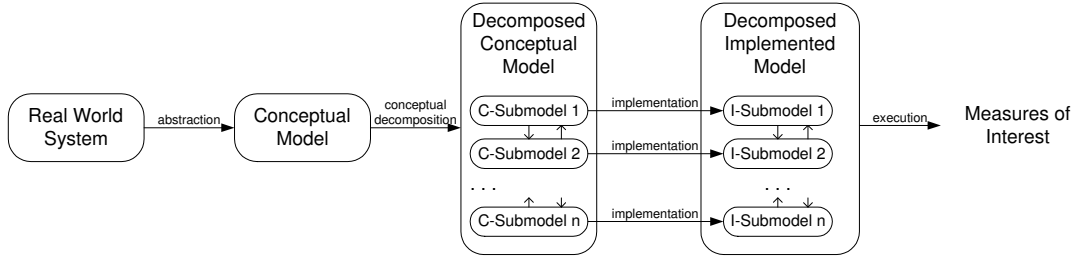 Real World
System
abstraction
Conceptual
Model
conceptual
decomposition
Decomposed
Conceptual
Model
C-Submodel 1
C-Submodel 2
. . .
C-Submodel n
implementation
implementation
implementation
Decomposed
Implemented
Model
I-Submodel 1
I-Submodel 2
. . .
I-Submodel n
execution
Measures of
Interest